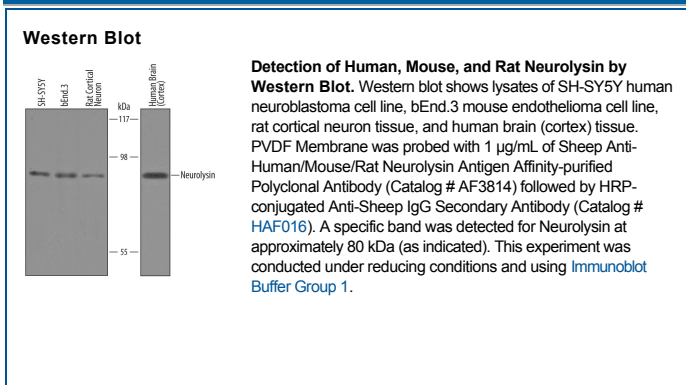 Western Blot
SH-SY5Y
bEnd.3
Rat Cortical
Neuron
kDa
Human Brain
(Cortex)
117
98
Neurolysin
55
Detection of Human, Mouse, and Rat Neurolysin by
Western Blot. Western blot shows lysates of SH-SY5Y human
neuroblastoma cell line, bEnd.3 mouse endothelioma cell line,
rat cortical neuron tissue, and human brain (cortex) tissue.
PVDF Membrane was probed with 1 µg/mL of Sheep Anti-
Human/Mouse/Rat Neurolysin Antigen Affinity-purified
Polyclonal Antibody (Catalog # AF3814) followed by HRP-
conjugated Anti-Sheep IgG Secondary Antibody (Catalog #
HAF016). A specific band was detected for Neurolysin at
approximately 80 kDa (as indicated). This experiment was
conducted under reducing conditions and using Immunoblot
Buffer Group 1.